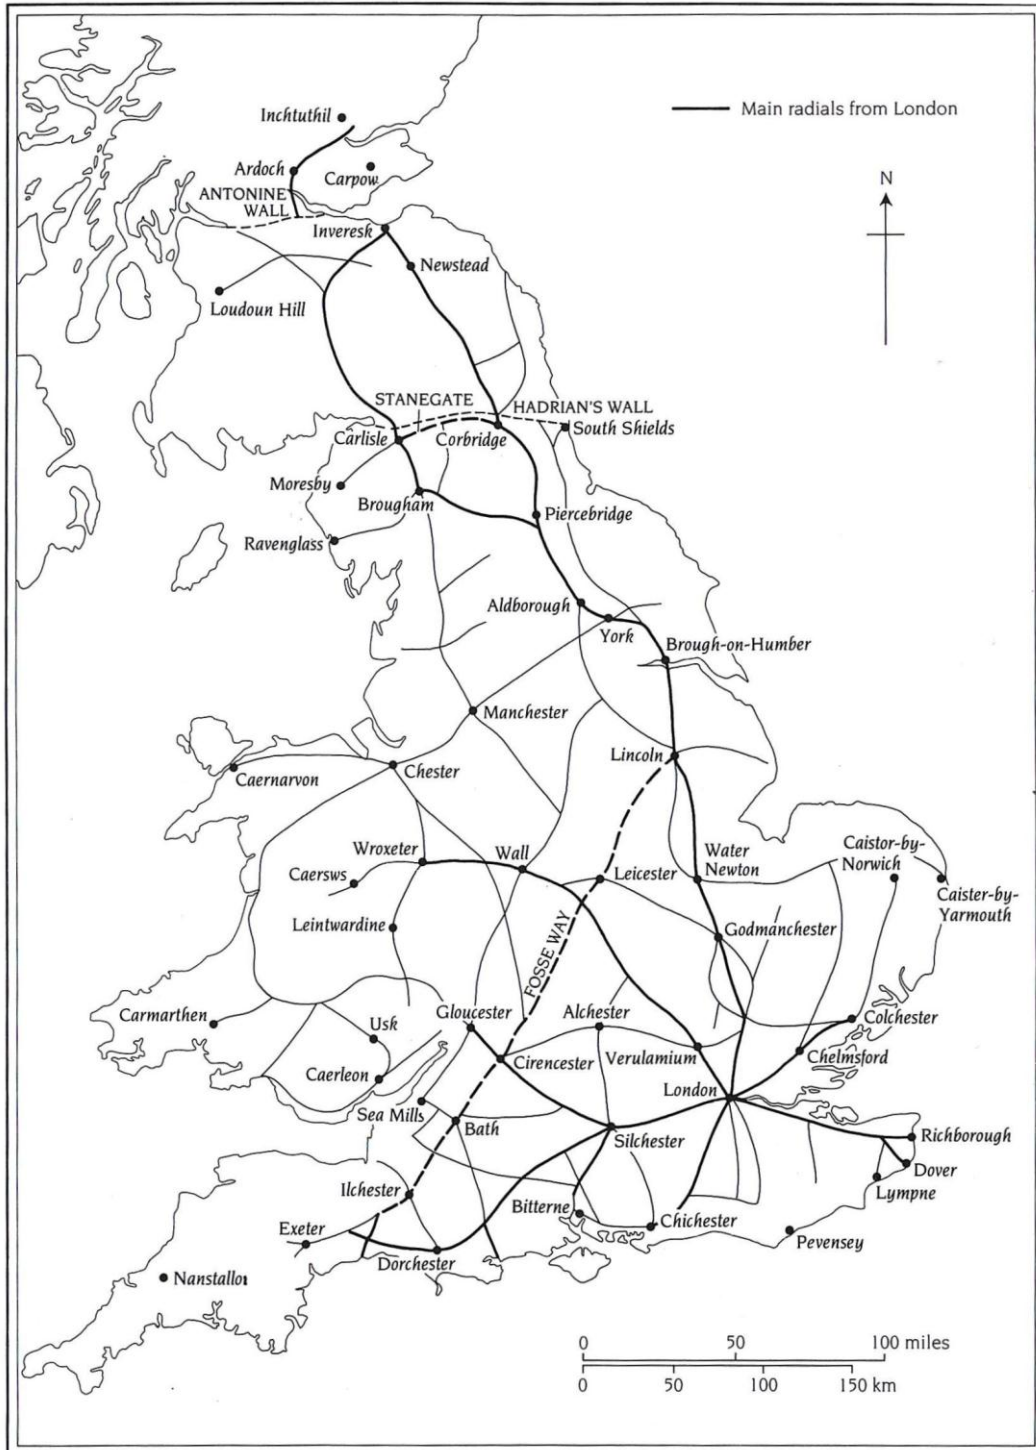 Inchtuthil
Main radials from London
Ardoch
Carpow
N
ANTONINE
WALL
Inveresk
Newstead
Loudoun Hill
STANEGATE
HADRIAN'S WALL
South Shields
Carlisle
Corbridge
Moresby
Brougham
Piercebridge
Ravenglass
Aldborough
York
Brough-on-Humber
Manchester
Lincoln
Caernarvon
Chester
Wroxeter
Wall
Water
Newton
Caistor-by-
Norwich
Caersws
Leicester
Caister-by-
Yarmouth
Leintwardine
Godmanchester
FOSSE WAY
Carmarthen
Usk
Gloucester
Alchester
Colchester
Cirencester
Verulamium
Chelmsford
Caerleon
London
Sea Mills
Bath
Silchester
Richborough
Dover
Lympne
Ilchester
Bitterne
Chichester
Pevensey
Exeter
Dorchester
Nanstallon
0 50 100 miles
0 50 100 150 km